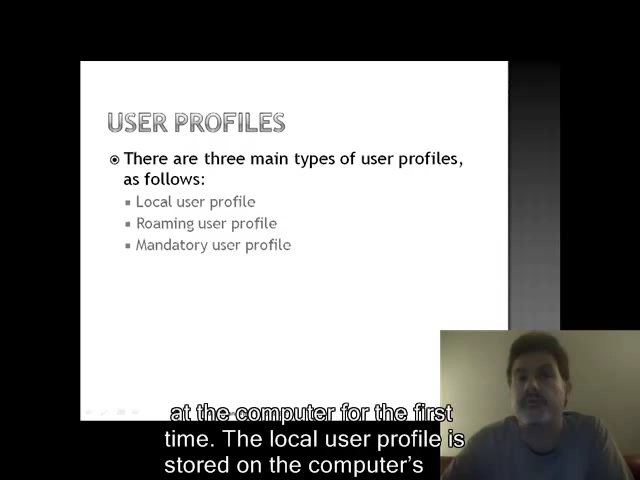 USER PROFILES
There are three main types of user profiles,
as follows:
Local user profile
Roaming user profile
Mandatory user profile
at the computer for the first
time. The local user profile is
stored on the computer's